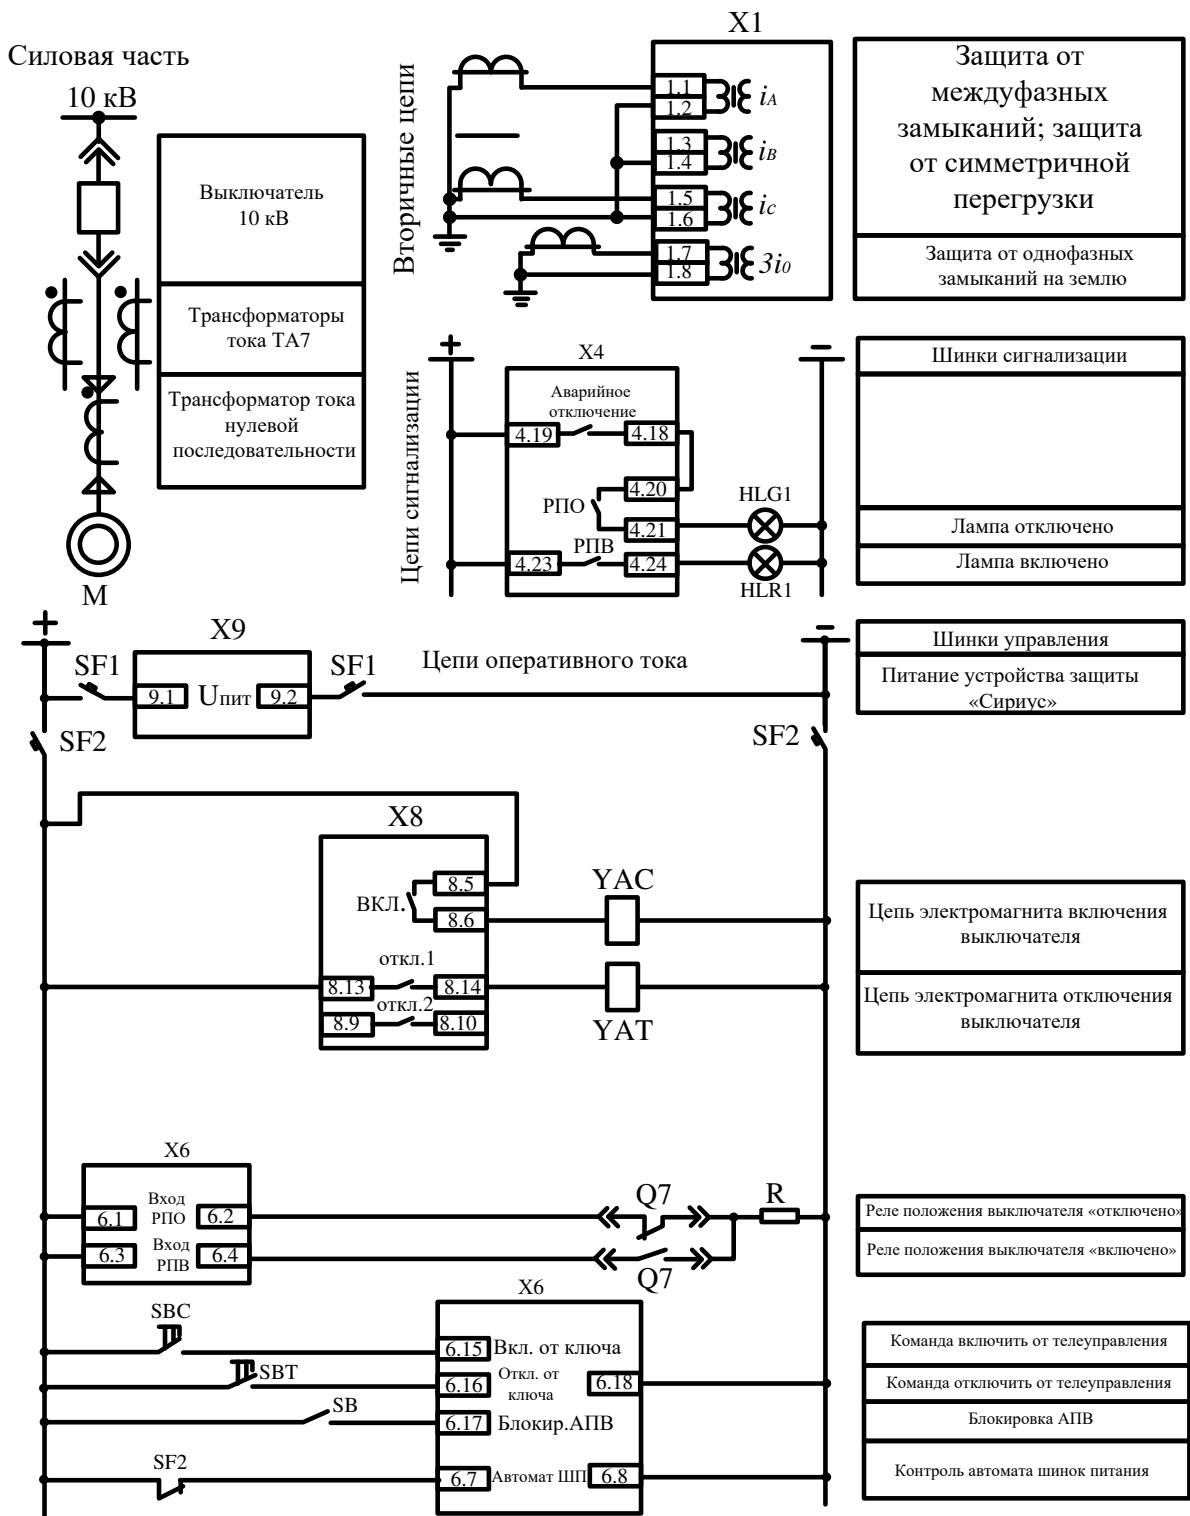 Силовая часть
10 кВ
Выключатель
10 кВ
Трансформаторы
тока ТА7
Трансформатор тока
нулевой
последовательности
М
Вторичные цепи
X1
1.1
1.2
iA
1.3
1.4
iB
1.5
1.6
iC
1.7
1.8
3i0
Защита от
междуфазных
замыканий; защита
от симметричной
перегрузки
Защита от однофазных
замыканий на землю
Цепи сигнализации
+
X4
−
Аварийное
отключение
4.19
4.18
4.20
РПО
4.21
HLG1
РПВ
4.23
4.24
HLR1
Шинки сигнализации
Лампа отключено
Лампа включено
+
X9
−
SF1
9.1
Uпит
9.2
SF1
Цепи оперативного тока
SF2
SF2
Шинки управления
Питание устройства защиты
«Сириус»
X8
8.5
ВКЛ.
8.6
YAC
откл.1
8.13
8.14
откл.2
8.9
8.10
YAT
Цепь электромагнита включения
выключателя
Цепь электромагнита отключения
выключателя
X6
6.1
Вход
РПО
6.2
6.3
Вход
РПВ
6.4
Q7
R
Q7
Реле положения выключателя «отключено»
Реле положения выключателя «включено»
X6
SBC
6.15
Вкл. от ключа
SBT
6.16
Откл. от
ключа
6.18
SB
6.17
Блокир.АПВ
SF2
6.7
Автомат ШП
6.8
Команда включить от телеуправления
Команда отключить от телеуправления
Блокировка АПВ
Контроль автомата шинок питания